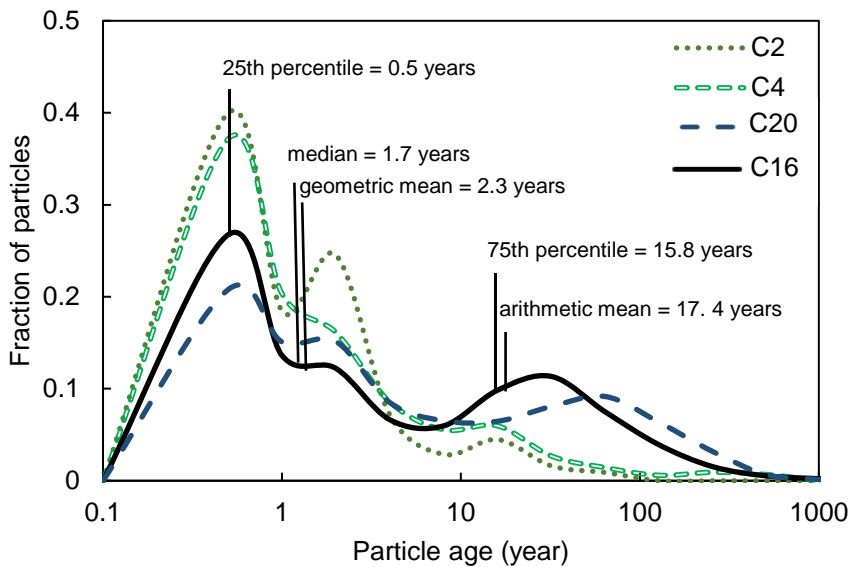 0.5
0.4
0.3
0.2
0.1
0
Fraction of particles
25th percentile = 0.5 years
median = 1.7 years
geometric mean = 2.3 years
75th percentile = 15.8 years
arithmetic mean = 17. 4 years
C2
C4
C20
C16
0.1 1 10 100 1000
Particle age (year)